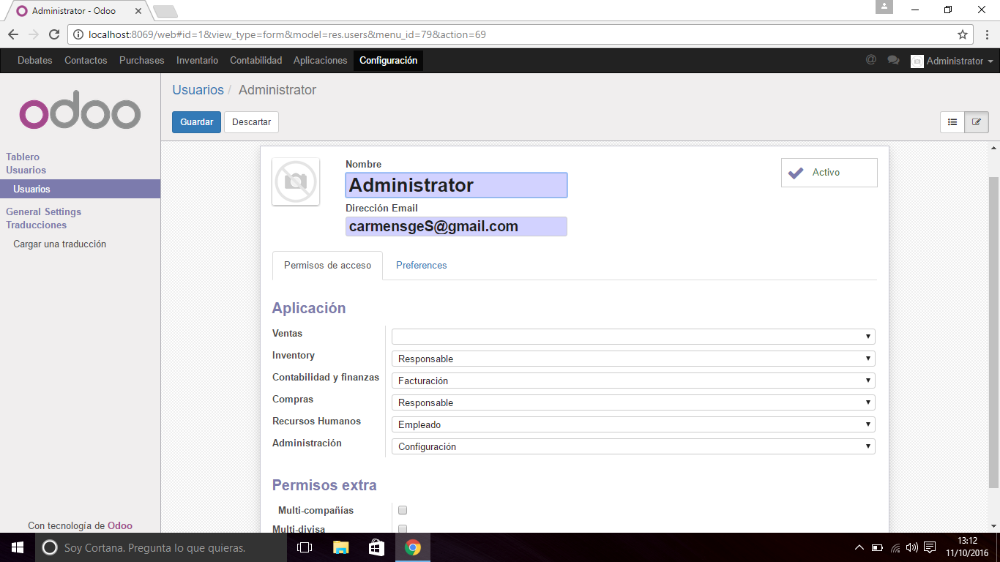 Administrator - Odoo
localhost:8069/web#id=1&view_type=form&model=res.users&menu_id=79&action=69
Debates Contactos Purchases Inventario Contabilidad Aplicaciones Configuración @ Administrator
odoo
Usuarios / Administrator
Guardar Descartar
Tablero
Usuarios
Usuarios
General Settings
Traducciones
Cargar una traducción
Con tecnología de Odoo
Nombre
Administrator
Activo
Dirección Email
carmensgeS@gmail.com
Permisos de acceso Preferences
Aplicación
Ventas
Inventory Responsable
Contabilidad y finanzas Facturación
Compras Responsable
Recursos Humanos Empleado
Administración Configuración
Permisos extra
Multi-compañías
Multi-divisa
Soy Cortana. Pregunta lo que quieras.
13:12
11/10/2016